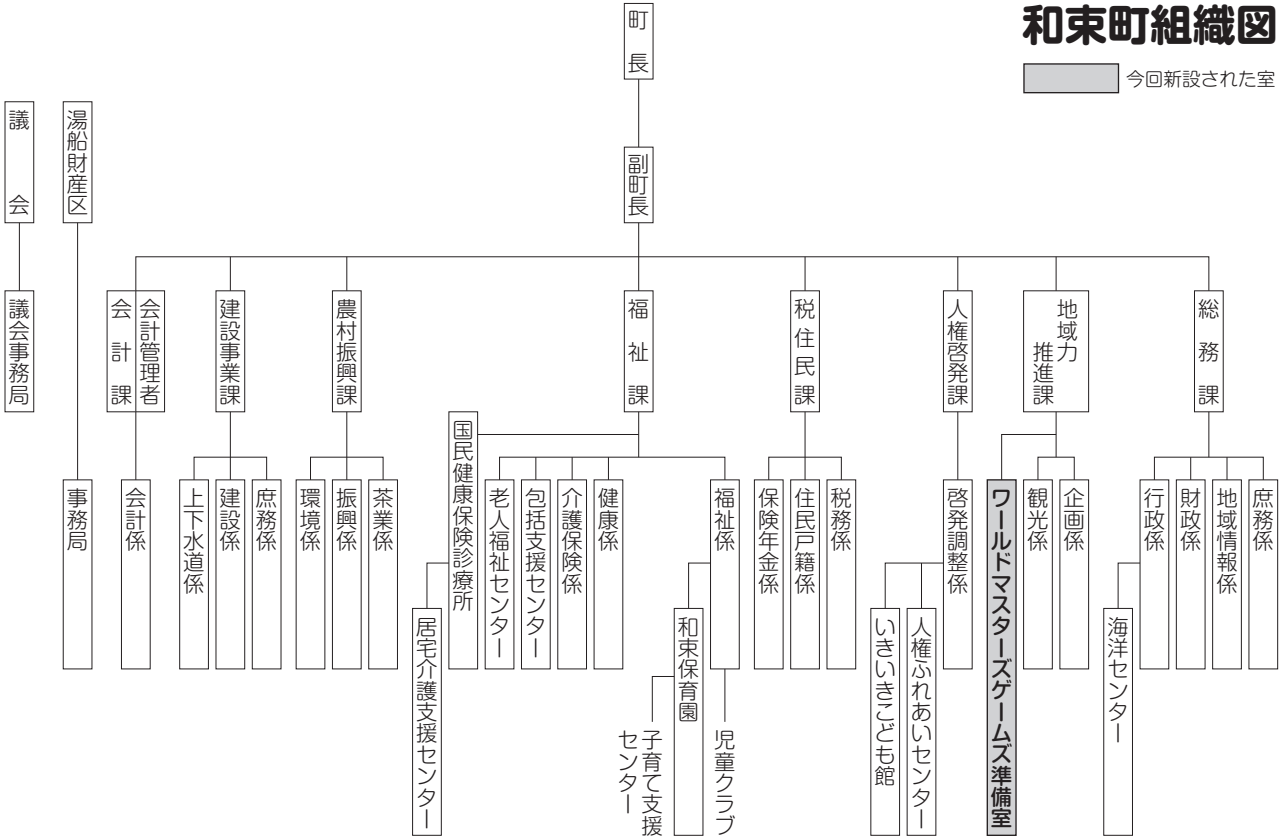 和束町組織図
今回新設された室
町長
副町長
総務課
庶務係
地域情報係
財政係
行政係
海洋センター
地域力
推進課
企画係
観光係
ワールドマスターズゲームズ準備室
人権啓発課
啓発調整係
人権ふれあいセンター
いきいきこども館
税住民課
税務係
住民戸籍係
保険年金係
福祉課
福祉係
児童クラブ
和束保育園
子育て支援
センター
健康係
介護保険係
包括支援センター
老人福祉センター
国民健康保険診療所
居宅介護支援センター
農村振興課
茶業係
振興係
環境係
建設事業課
庶務係
建設係
上下水道係
会計管理者
会計課
会計係
湯船財産区
事務局
議会
議会事務局